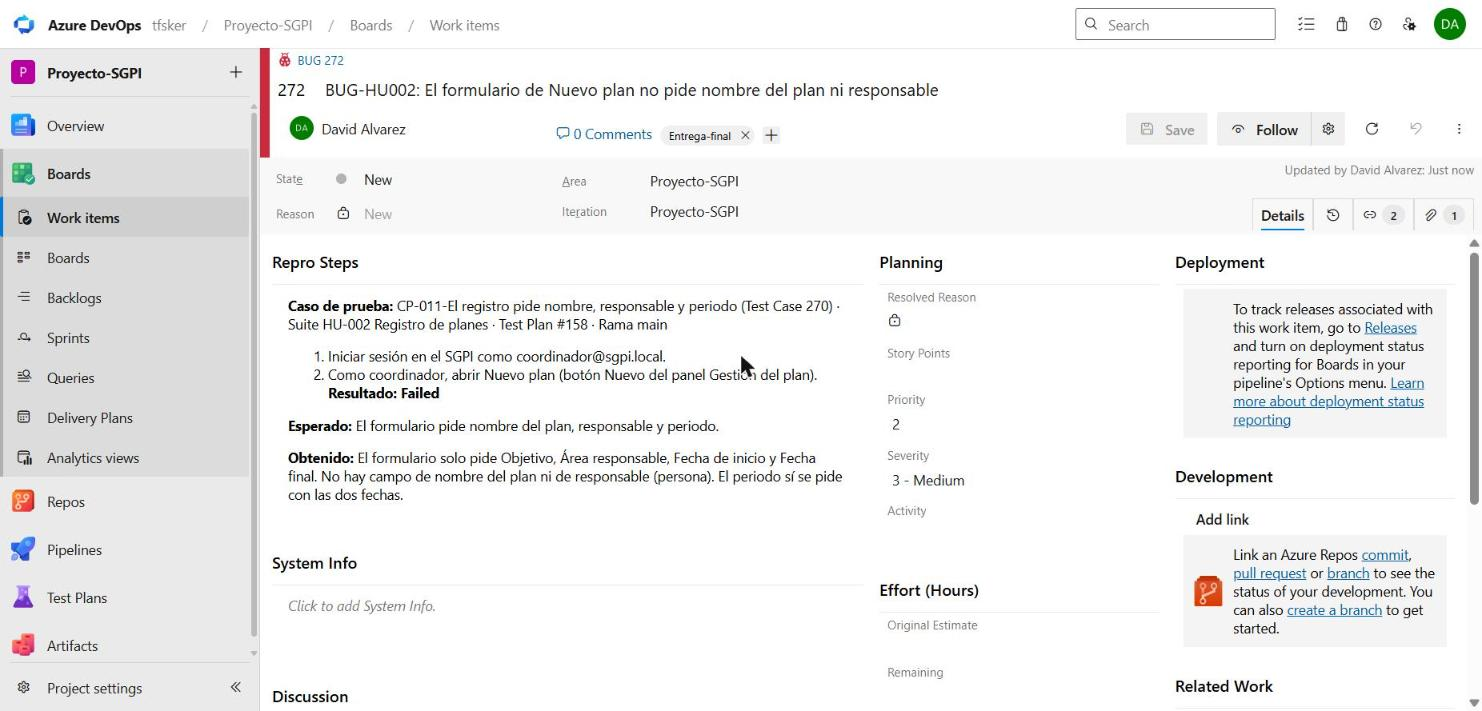 Azure DevOps tfsker / Proyecto-SGPI / Boards / Work items
Search
DA
P Proyecto-SGPI
Overview
Boards
Work items
Boards
Backlogs
Sprints
Queries
Delivery Plans
Analytics views
Repos
Pipelines
Test Plans
Artifacts
Project settings
BUG 272
272 BUG-HU002: El formulario de Nuevo plan no pide nombre del plan ni responsable
DA David Alvarez
0 Comments
Entrega-final
Save
Follow
State New
Area Proyecto-SGPI
Reason New
Iteration Proyecto-SGPI
Updated by David Alvarez: Just now
Details
2
1
Repro Steps
Caso de prueba: CP-011-El registro pide nombre, responsable y periodo (Test Case 270) ·
Suite HU-002 Registro de planes · Test Plan #158 · Rama main
1. Iniciar sesión en el SGPI como coordinador@sgpi.local.
2. Como coordinador, abrir Nuevo plan (botón Nuevo del panel Gestión del plan).
Resultado: Failed
Esperado: El formulario pide nombre del plan, responsable y periodo.
Obtenido: El formulario solo pide Objetivo, Área responsable, Fecha de inicio y Fecha
final. No hay campo de nombre del plan ni de responsable (persona). El periodo sí se pide
con las dos fechas.
System Info
Click to add System Info.
Discussion
Planning
Resolved Reason
Story Points
Priority
2
Severity
3 - Medium
Activity
Effort (Hours)
Original Estimate
Remaining
Deployment
To track releases associated with
this work item, go to Releases
and turn on deployment status
reporting for Boards in your
pipeline's Options menu. Learn
more about deployment status
reporting
Development
Add link
Link an Azure Repos commit,
pull request or branch to see the
status of your development. You
can also create a branch to get
started.
Related Work